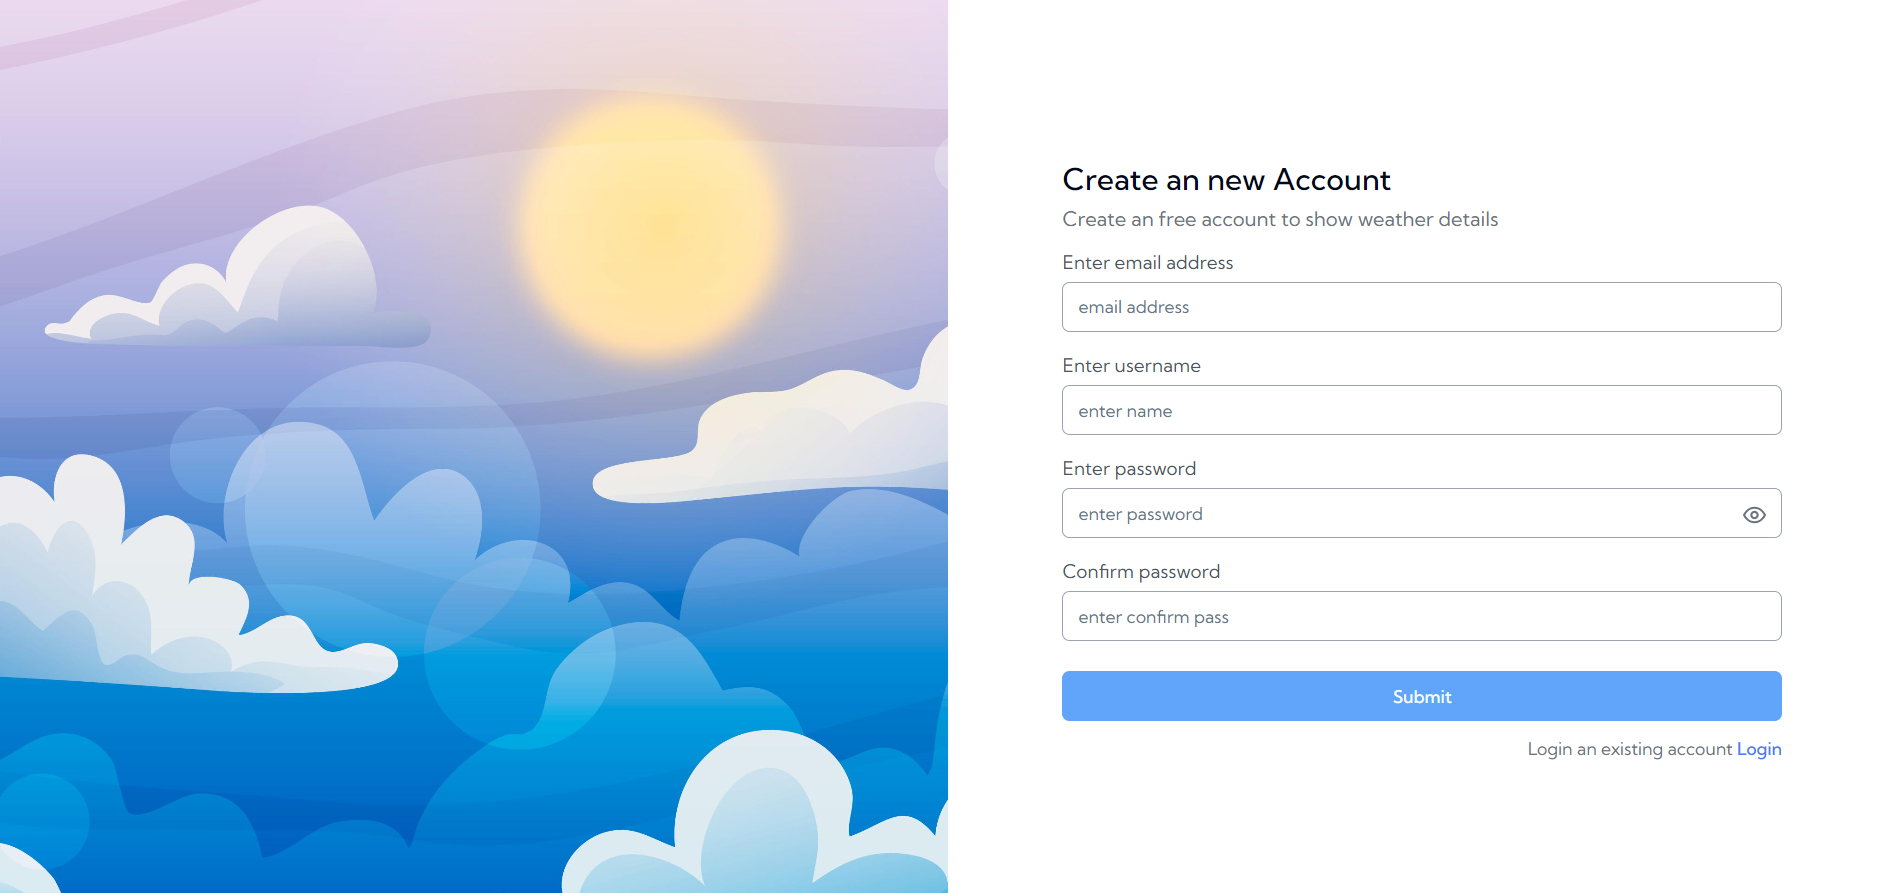 Create an new Account
Create an free account to show weather details
Enter email address
email address
Enter username
enter name
Enter password
enter password
Confirm password
enter confirm pass
Submit
Login an existing account Login